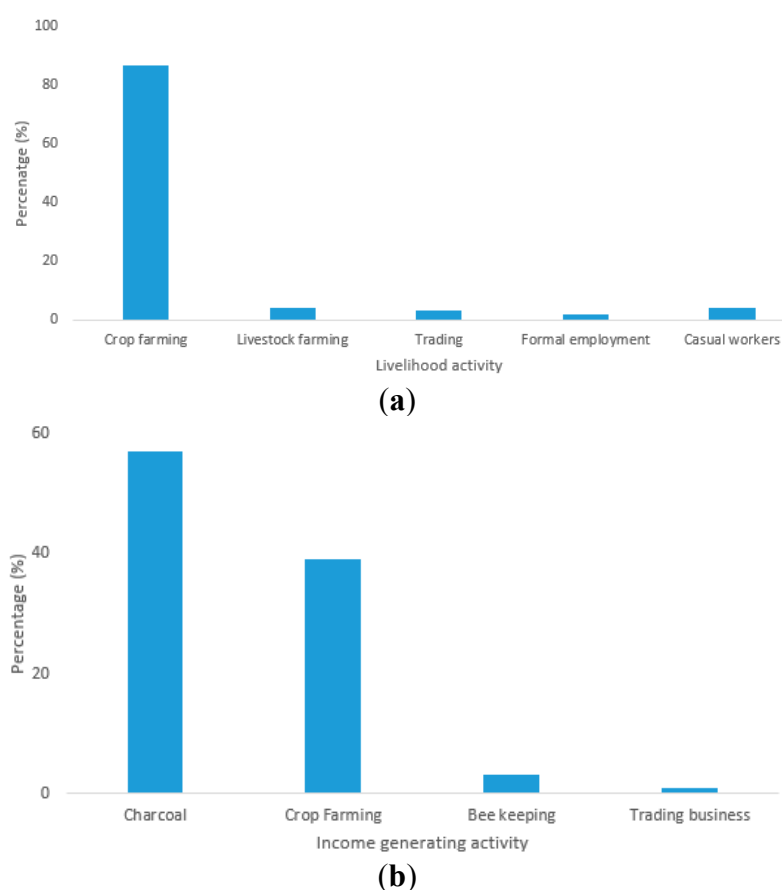 100
80
60
40
20
0
Percenatge (%)
Crop farming Livestock farming Trading Formal employment Casual workers
Livelihood activity
(a)
60
40
20
0
Percentage (%)
Charcoal Crop Farming Bee keeping Trading business
Income generating activity
(b)